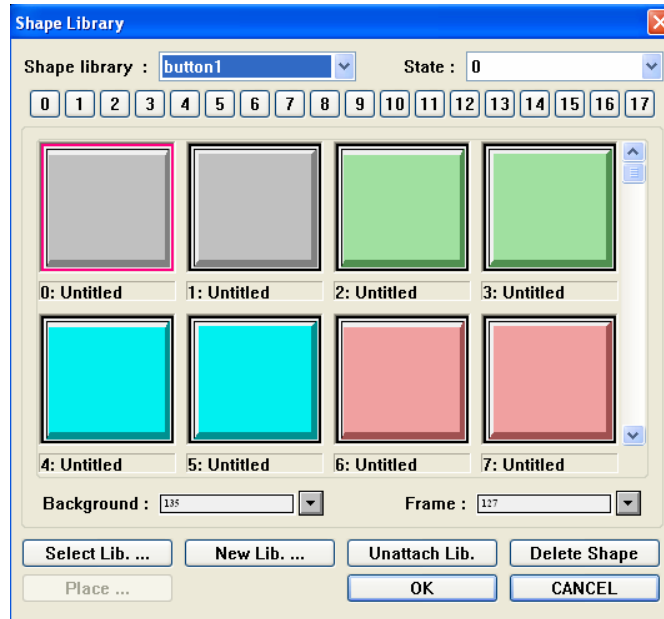 Shape Library
Shape library : button1 State : 0
0 1 2 3 4 5 6 7 8 9 10 11 12 13 14 15 16 17
0: Untitled 1: Untitled 2: Untitled 3: Untitled
4: Untitled 5: Untitled 6: Untitled 7: Untitled
Background : 135 Frame : 127
Select Lib. ... New Lib. ... Unattach Lib. Delete Shape
Place ... OK CANCEL